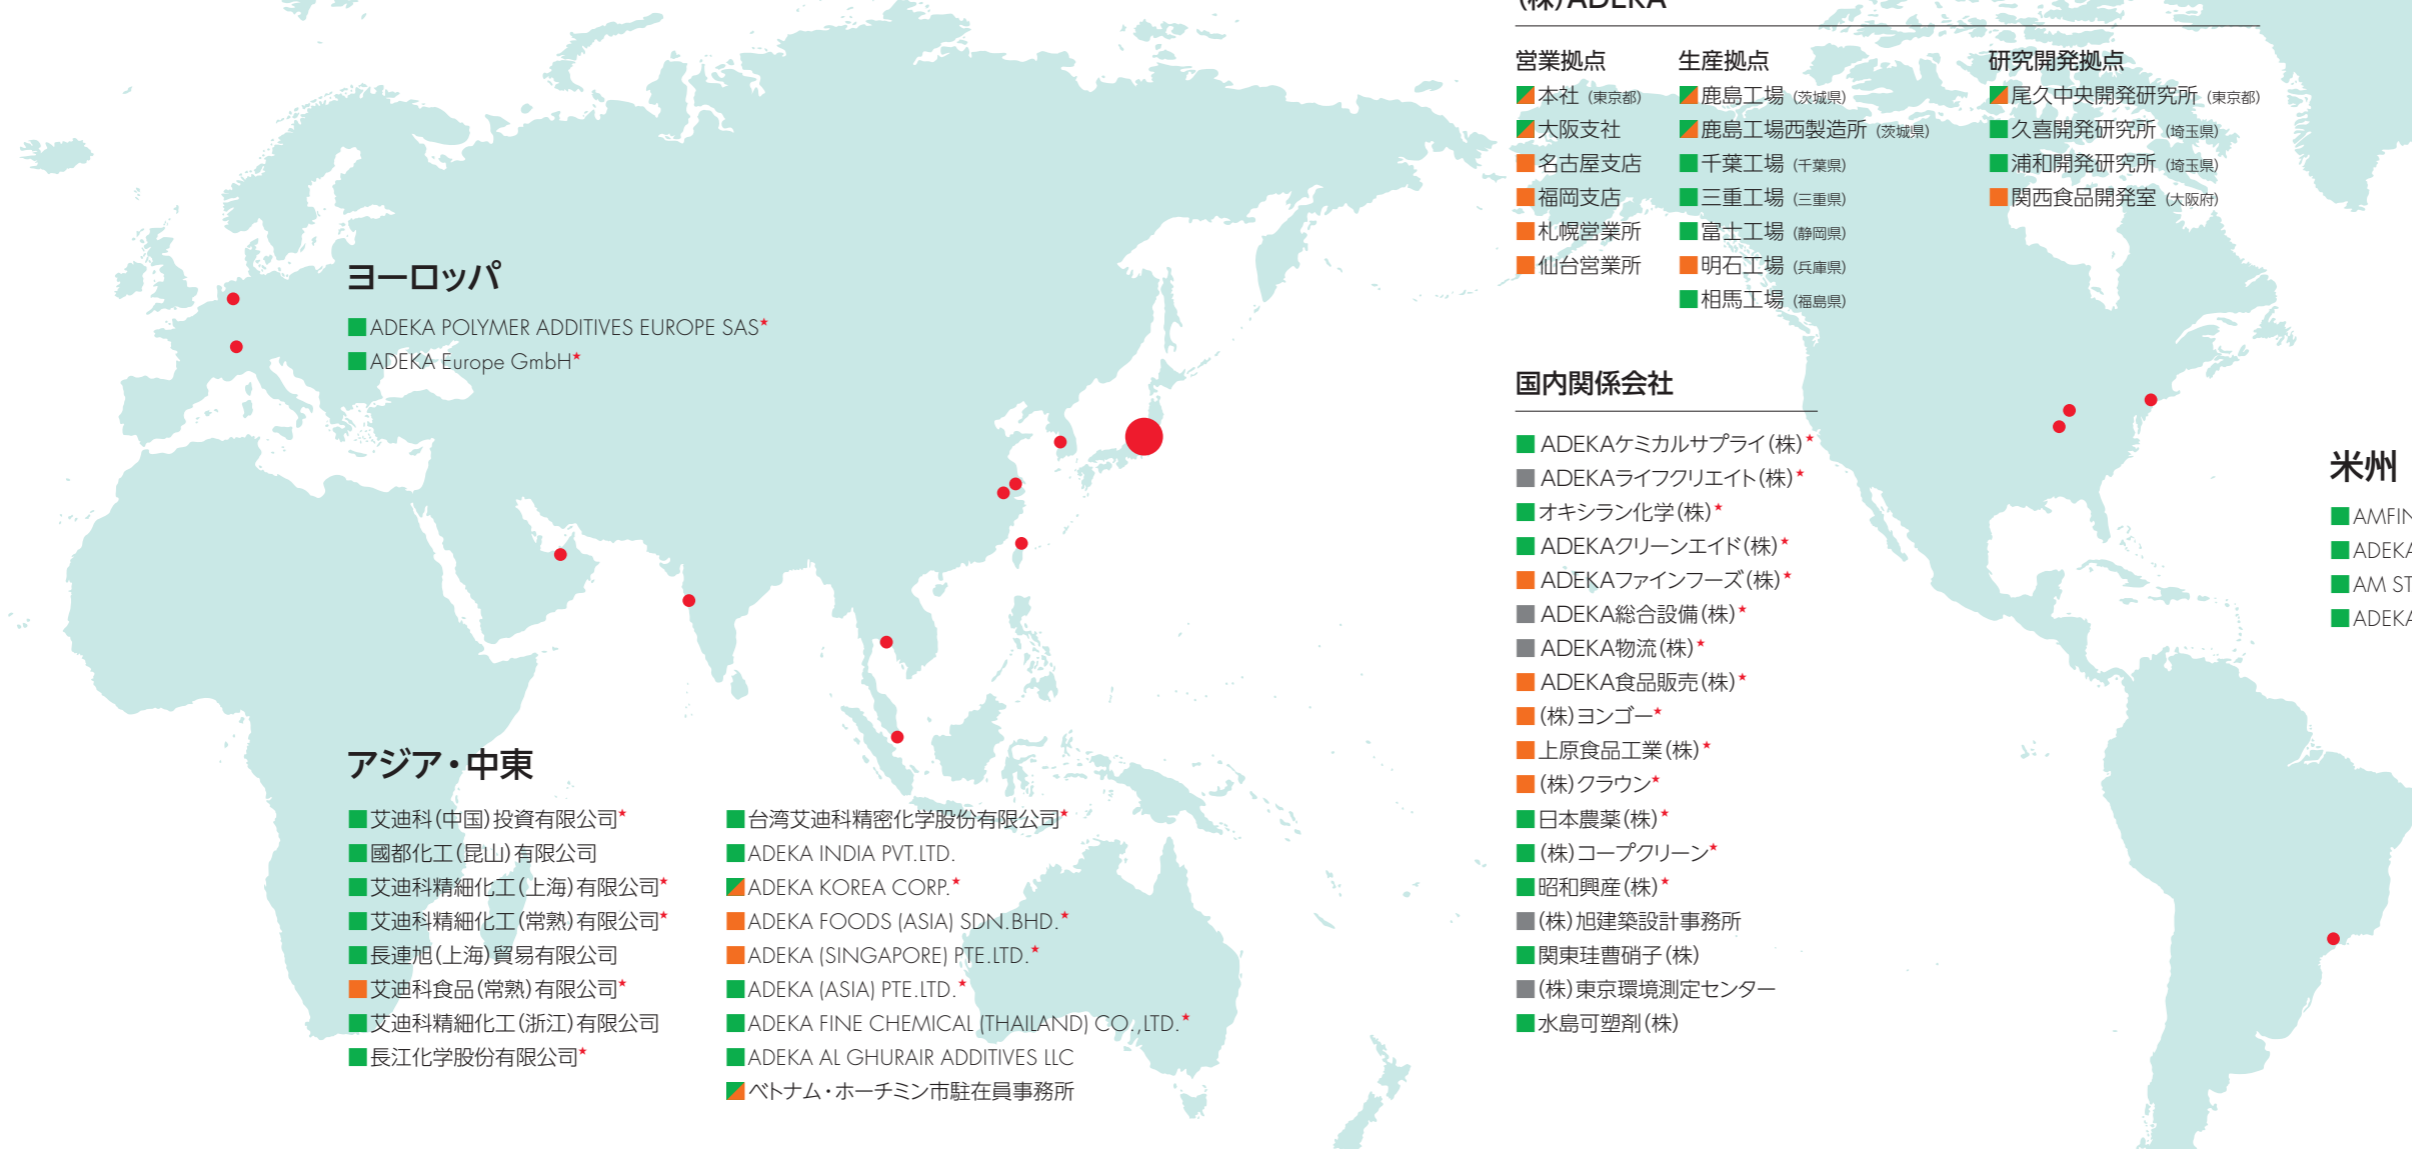 (株)ADEKA
営業拠点
本社 (東京都)
大阪支社
名古屋支店
福岡支店
札幌営業所
仙台営業所
生産拠点
鹿島工場 (茨城県)
鹿島工場西製造所 (茨城県)
千葉工場 (千葉県)
三重工場 (三重県)
富士工場 (静岡県)
明石工場 (兵庫県)
相馬工場 (福島県)
研究開発拠点
尾久中央開発研究所 (東京都)
久喜開発研究所 (埼玉県)
浦和開発研究所 (埼玉県)
関西食品開発室 (大阪府)
ヨーロッパ
ADEKA POLYMER ADDITIVES EUROPE SAS★
ADEKA Europe GmbH★
国内関係会社
ADEKAケミカルサプライ(株)★
ADEKAライフクリエイト(株)★
オキシラン化学(株)★
ADEKAクリーンエイド(株)★
ADEKAファインフーズ(株)★
ADEKA総合設備(株)★
ADEKA物流(株)★
ADEKA食品販売(株)★
(株)ヨンゴー★
上原食品工業(株)★
(株)クラウン★
日本農薬(株)★
(株)コープクリーン★
昭和興産(株)★
(株)旭建築設計事務所
関東珪曹硝子(株)
(株)東京環境測定センター
水島可塑剤(株)
米州
AMFIN
ADEKA
AM ST
ADEKA
アジア・中東
艾迪科(中国)投資有限公司★
國都化工(昆山)有限公司
艾迪科精細化工(上海)有限公司★
艾迪科精細化工(常熟)有限公司★
長連旭(上海)貿易有限公司
艾迪科食品(常熟)有限公司★
艾迪科精細化工(浙江)有限公司
長江化学股份有限公司★
台湾艾迪科精密化学股份有限公司★
ADEKA INDIA PVT.LTD.
ADEKA KOREA CORP.★
ADEKA FOODS (ASIA) SDN.BHD.★
ADEKA (SINGAPORE) PTE.LTD.★
ADEKA (ASIA) PTE.LTD.★
ADEKA FINE CHEMICAL (THAILAND) CO.,LTD.★
ADEKA AL GHURAIR ADDITIVES LLC
ベトナム・ホーチミン市駐在員事務所